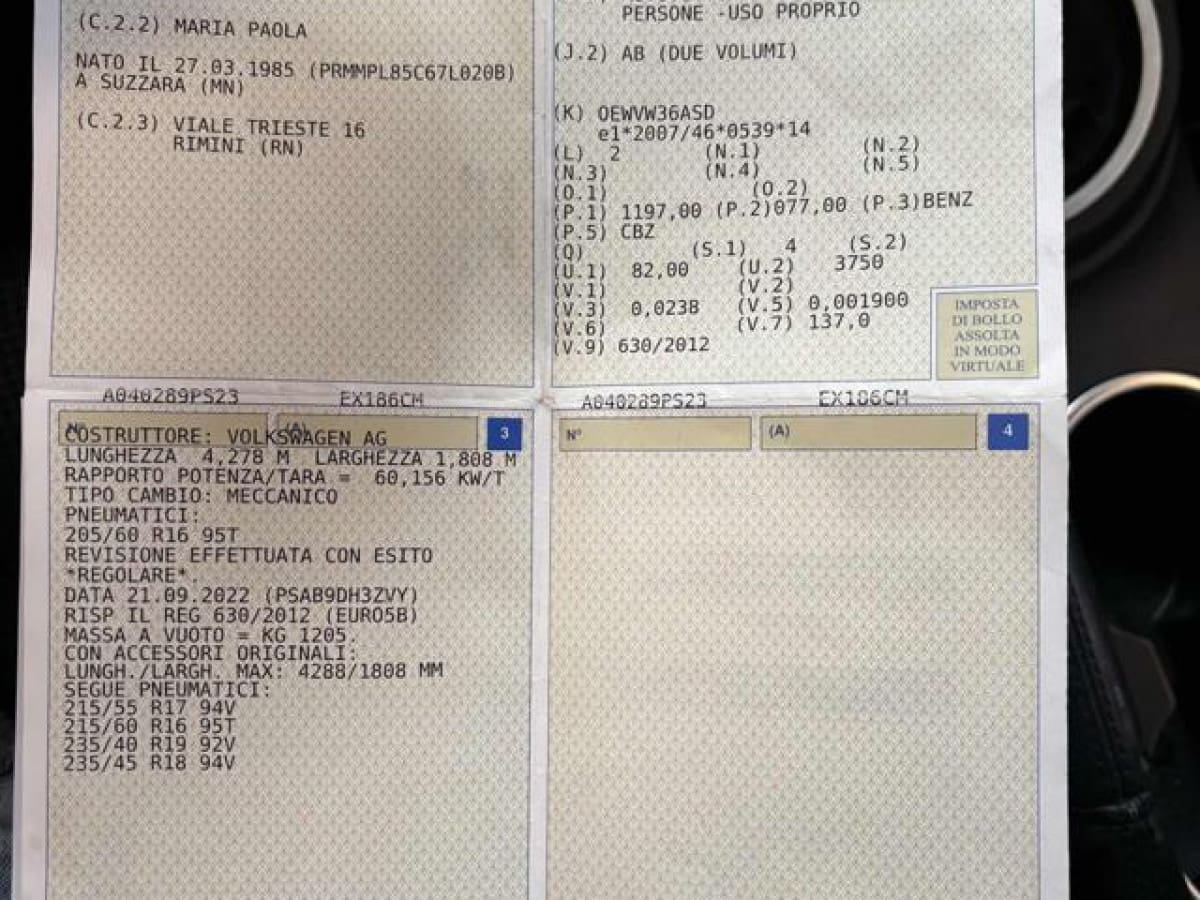 (C.2.2) MARIA PAOLA
NATO IL 27.03.1985 (PRMMPL85C67L020B)
A SUZZARA (MN)
(C.2.3) VIALE TRIESTE 16
RIMINI (RN)
PERSONE -USO PROPRIO
(J.2) AB (DUE VOLUMI)
(K) OEWVW36ASD
e1*2007/46*0539*14
(L) 2 (N.1) (N.2)
(N.3) (N.4) (N.5)
(O.1) (O.2)
(P.1) 1197,00 (P.2)077,00 (P.3)BENZ
(P.5) CBZ
(Q) (S.1) 4 (S.2)
(U.1) 82,00 (U.2) 3750
(V.1) (V.2)
(V.3) 0,0238 (V.5) 0,001900
(V.6) (V.7) 137,0
(V.9) 630/2012
IMPOSTA
DI BOLLO
ASSOLTA
IN MODO
VIRTUALE
A040289PS23 EX186CM
N° (A) 3
COSTRUTTORE: VOLKSWAGEN AG
LUNGHEZZA 4,278 M LARGHEZZA 1,808 M
RAPPORTO POTENZA/TARA = 60,156 KW/T
TIPO CAMBIO: MECCANICO
PNEUMATICI:
205/60 R16 95T
REVISIONE EFFETTUATA CON ESITO
*REGOLARE*.
DATA 21.09.2022 (PSAB9DH3ZVY)
RISP IL REG 630/2012 (EURO5B)
MASSA A VUOTO = KG 1205.
CON ACCESSORI ORIGINALI:
LUNGH./LARGH. MAX: 4288/1808 MM
SEGUE PNEUMATICI:
215/55 R17 94V
215/60 R16 95T
235/40 R19 92V
235/45 R18 94V
A040289PS23 EX186CM
N° (A) 4